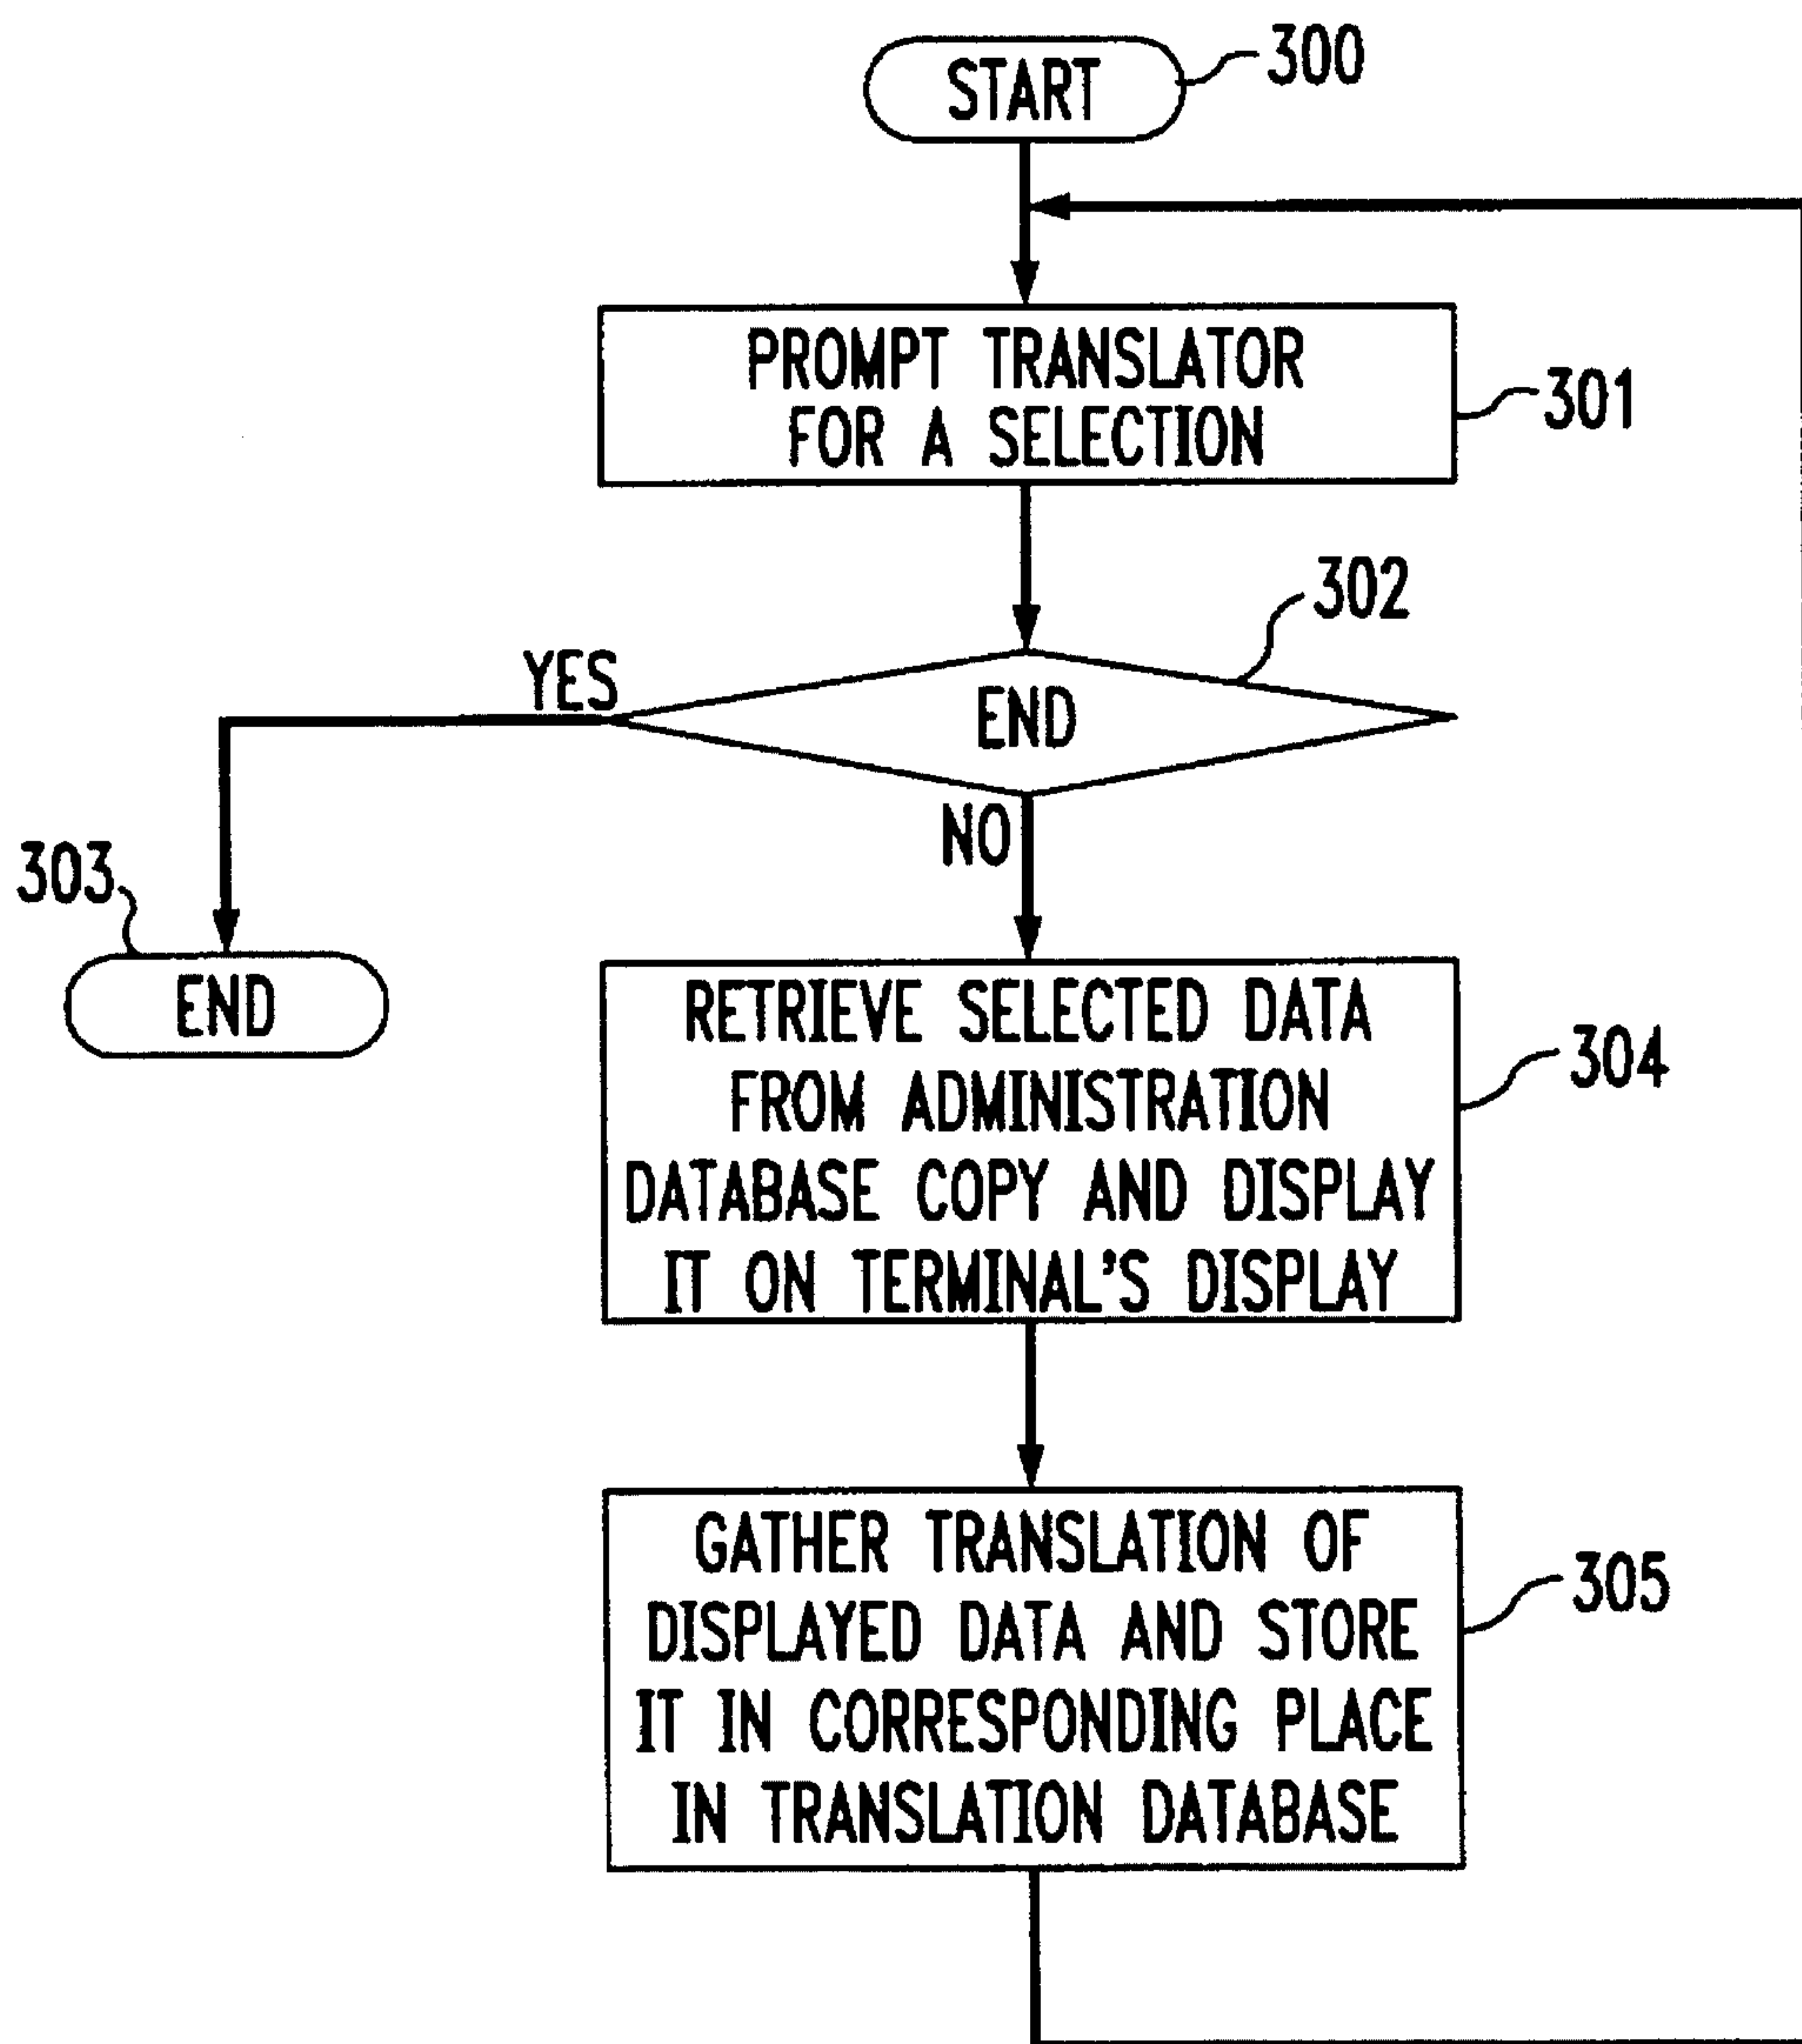 START
300
PROMPT TRANSLATOR
FOR A SELECTION
301
302
YES
END
NO
303
END
RETRIEVE SELECTED DATA
FROM ADMINISTRATION
DATABASE COPY AND DISPLAY
IT ON TERMINAL'S DISPLAY
304
GATHER TRANSLATION OF
DISPLAYED DATA AND STORE
IT IN CORRESPONDING PLACE
IN TRANSLATION DATABASE
305